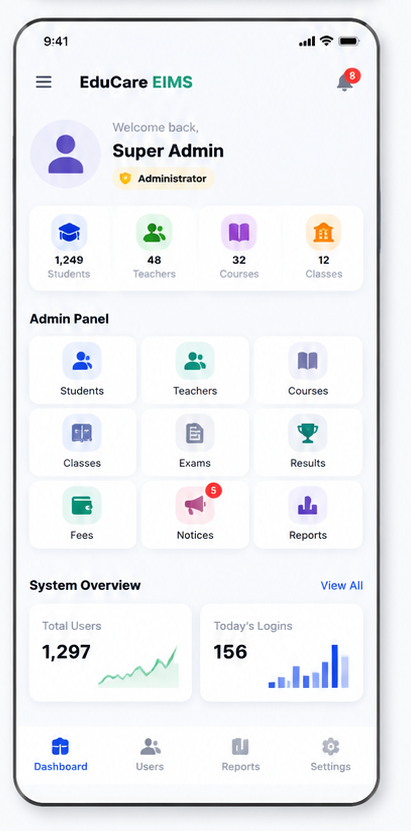 9:41
EduCare EIMS
8
Welcome back,
Super Admin
Administrator
1,249 48 32 12
Students Teachers Courses Classes
Admin Panel
Students Teachers Courses
Classes Exams Results
5
Fees Notices Reports
System Overview View All
Total Users Today's Logins
1,297 156
Dashboard Users Reports Settings